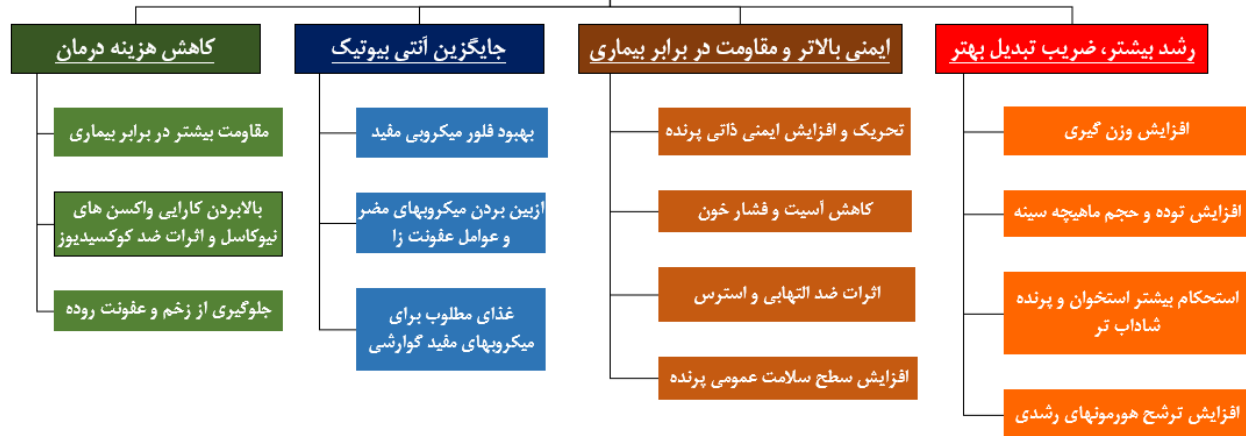 رشد بیشتر، ضریب تبدیل بهتر
افزایش وزن گیری
افزایش توده و حجم ماهیچه سینه
استحکام بیشتر استخوان و پرنده
شاداب تر
افزایش ترشح هورمونهای رشدی
ایمنی بالاتر و مقاومت در برابر بیماری
تحریک و افزایش ایمنی ذاتی پرنده
کاهش آسیت و فشار خون
اثرات ضد التهابی و استرس
افزایش سطح سلامت عمومی پرنده
جایگزین آنتی بیوتیک
بهبود فلور میکروبی مفید
ازبین بردن میکروبهای مضر
و عوامل عفونت زا
غذای مطلوب برای
میکروبهای مفید گوارشی
کاهش هزینه درمان
مقاومت بیشتر در برابر بیماری
بالابردن کارایی واکسن های
نیوکاسل و اثرات ضد کوکسیدیوز
جلوگیری از زخم و عفونت روده